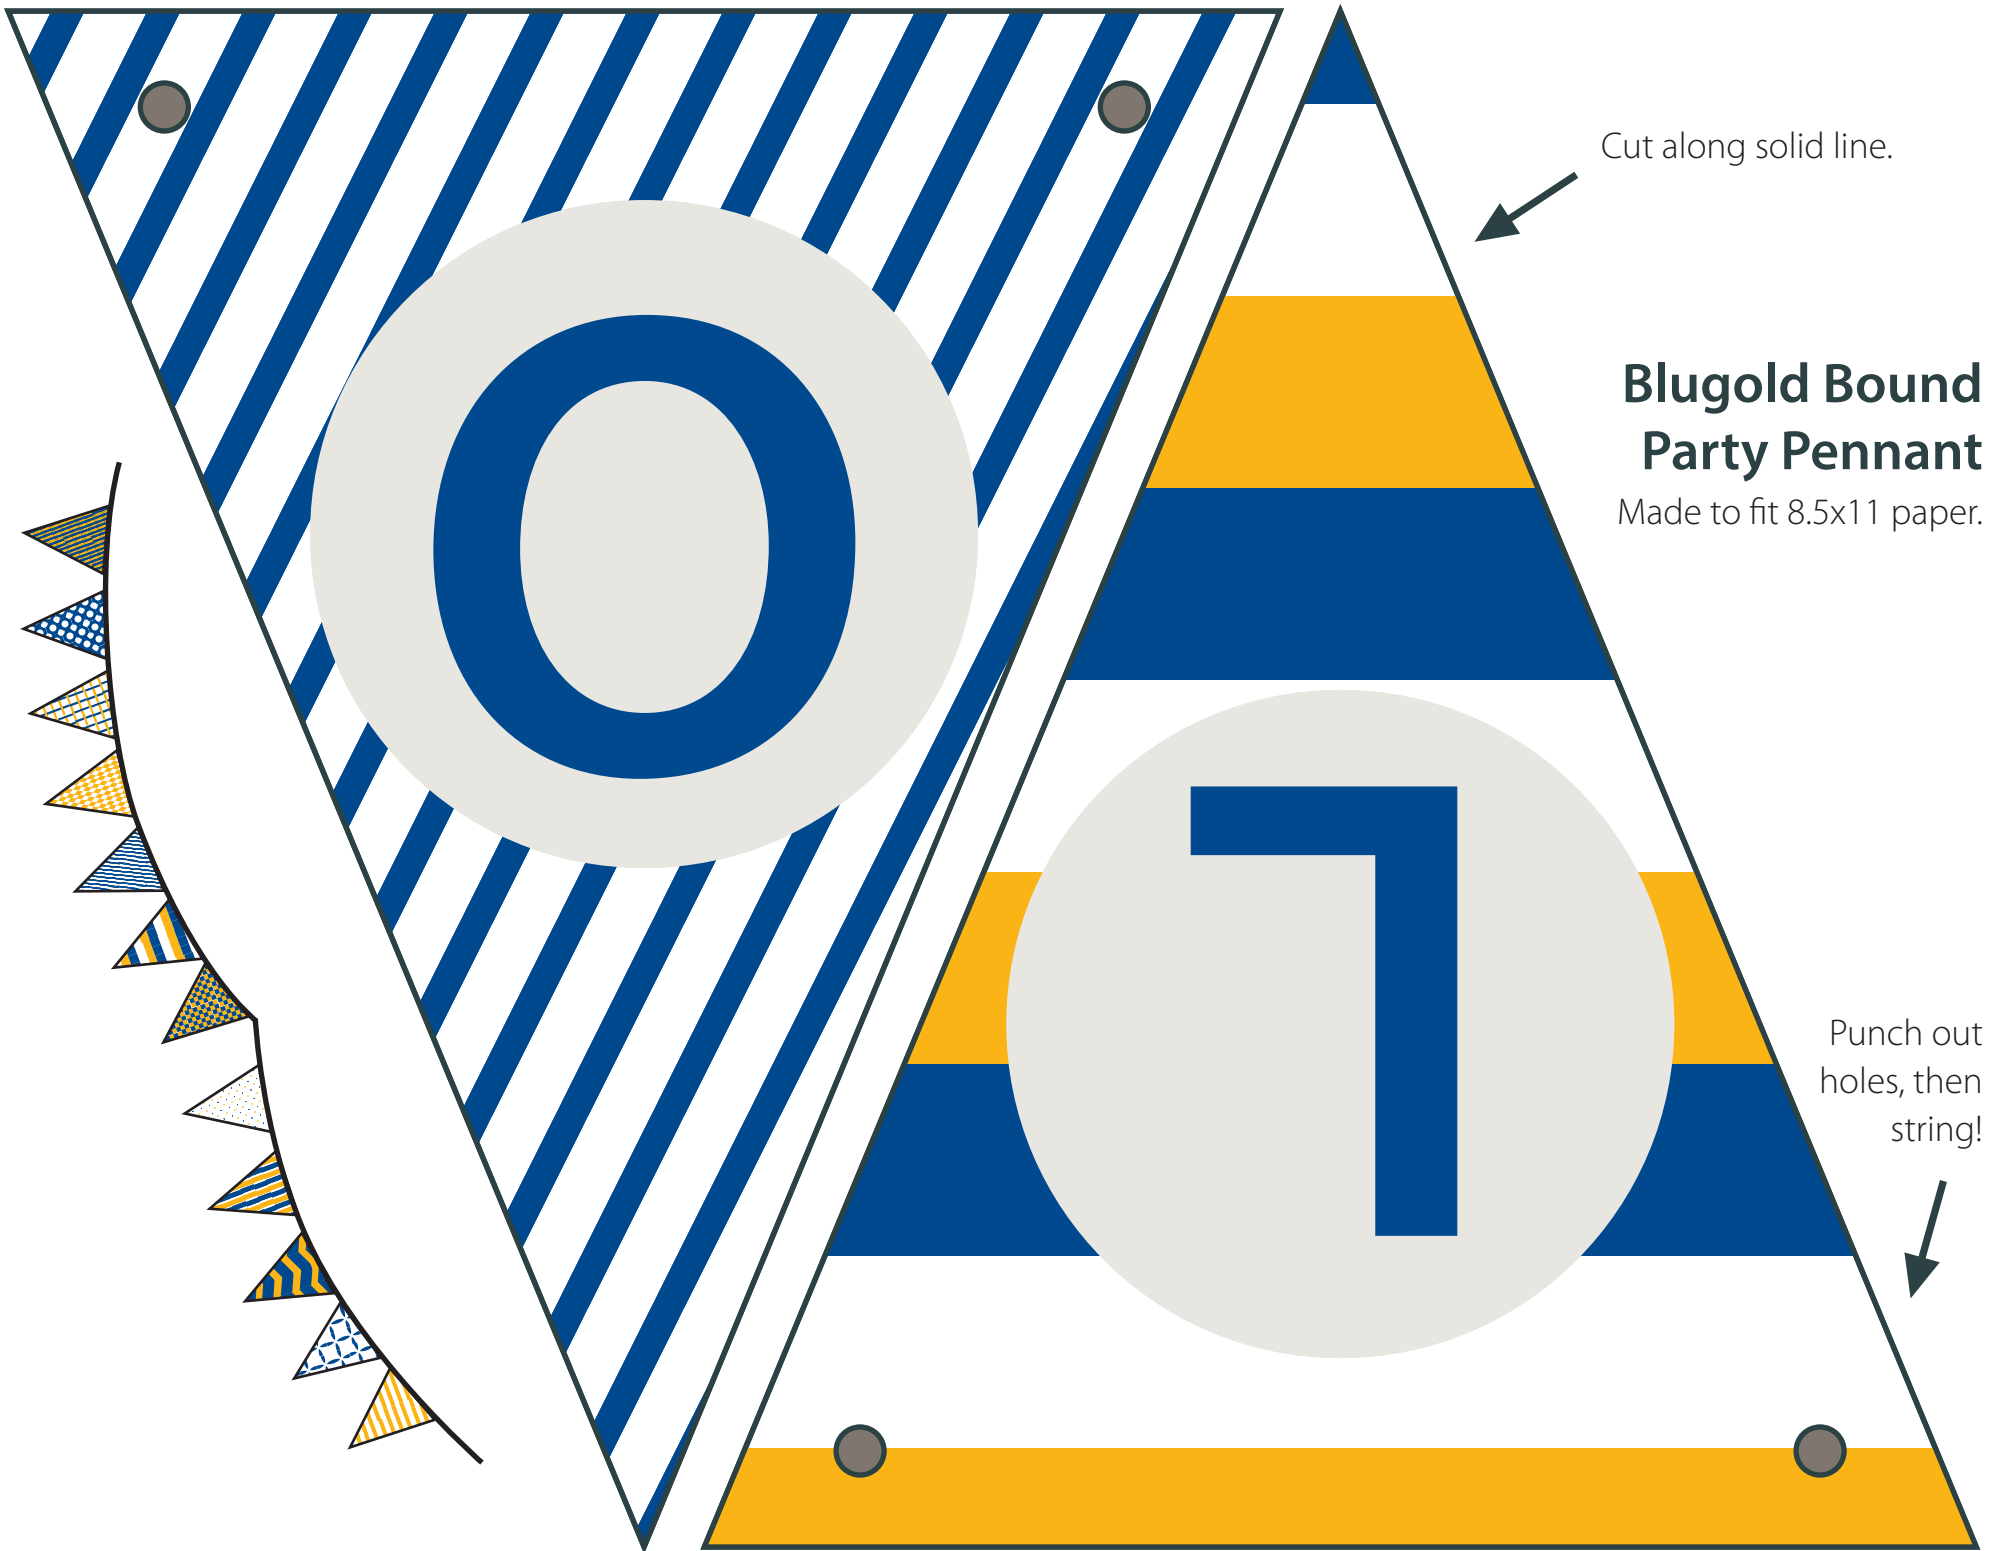 O
L
Cut along solid line.
Blugold Bound
Party Pennant
Made to fit 8.5x11 paper.
Punch out
holes, then
string!